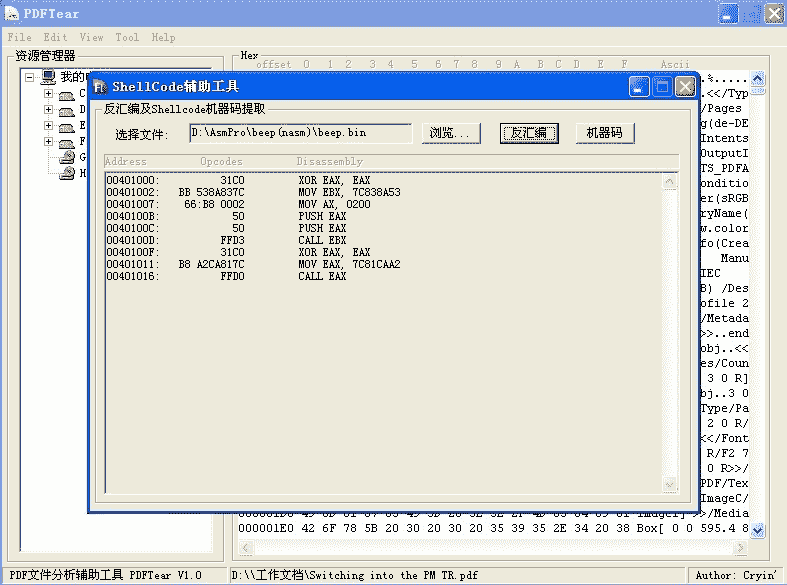 PDFTear
File Edit View Tool Help
资源管理器
Hex
offset 0 1 2 3 4 5 6 7 8 9 A B C D E F Ascii
我的
ShellCode辅助工具
反汇编及Shellcode机器码提取
选择文件: D:\AsmPro\beep(nasm)\beep.bin 浏览... 反汇编 机器码
Address Opcodes Disassembly
00401000: 31C0 XOR EAX, EAX
00401002: BB 538A837C MOV EBX, 7C838A53
00401007: 66:B8 0002 MOV AX, 0200
0040100B: 50 PUSH EAX
0040100C: 50 PUSH EAX
0040100D: FFD3 CALL EBX
0040100F: 31C0 XOR EAX, EAX
00401011: B8 A2CA817C MOV EAX, 7C81CAA2
00401016: FFD0 CALL EAX
C
D
E
F
G
H
.%.....
.<</Typ
/Pages
g(de-DE
Intents
OutputI
TS_PDFA
onditio
er(sRGB
ryName(
w.color
fo(Crea
Manu
IEC
B) /Des
ofile 2
/Metada
>>..end
obj..<<
es/Coun
3 0 R]
bj..3 0
Type/Pa
2 0 R/
<</Font
R/F2 7
0 R>>/
PDF/Tex
ImageC/
>/Media
000001E0 42 6F 78 5B 20 30 20 30 20 35 39 35 2E 34 20 38 Box[ 0 0 595.4 8
PDF文件分析辅助工具 PDFTear V1.0
D:\\工作文档\Switching into the PM TR.pdf
Author: Cryin'